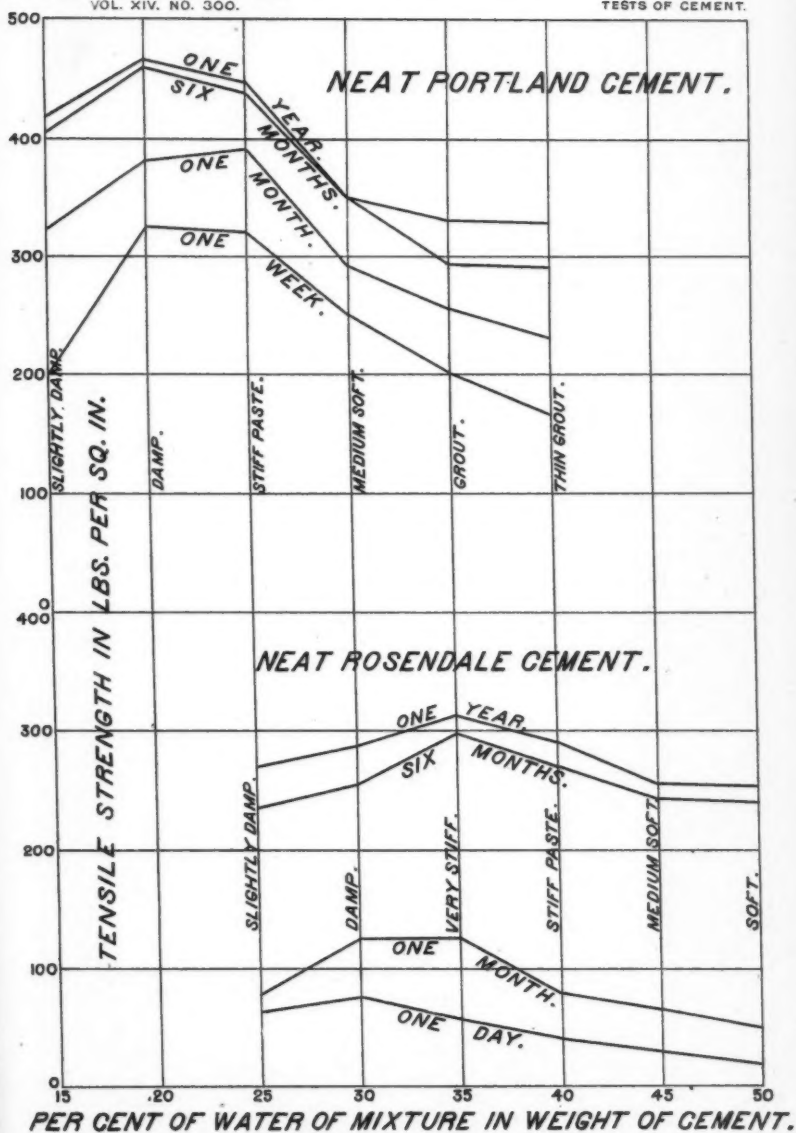 VOL. XIV. NO. 300.
TESTS OF CEMENT.
500
NEAT PORTLAND CEMENT.
ONE YEAR.
SIX MONTHS.
400
ONE MONTH.
300
ONE WEEK.
200
SLIGHTLY DAMP.
DAMP.
STIFF PASTE.
MEDIUM SOFT.
GROUT.
THIN GROUT.
100
TENSILE STRENGTH IN LBS. PER SQ. IN.
0
400
NEAT ROSENDALE CEMENT.
ONE YEAR.
300
SIX MONTHS.
SLIGHTLY DAMP.
DAMP.
VERY STIFF.
STIFF PASTE.
MEDIUM SOFT
SOFT.
200
ONE MONTH.
100
ONE DAY.
0
15 20 25 30 35 40 45 50
PER CENT OF WATER OF MIXTURE IN WEIGHT OF CEMENT.